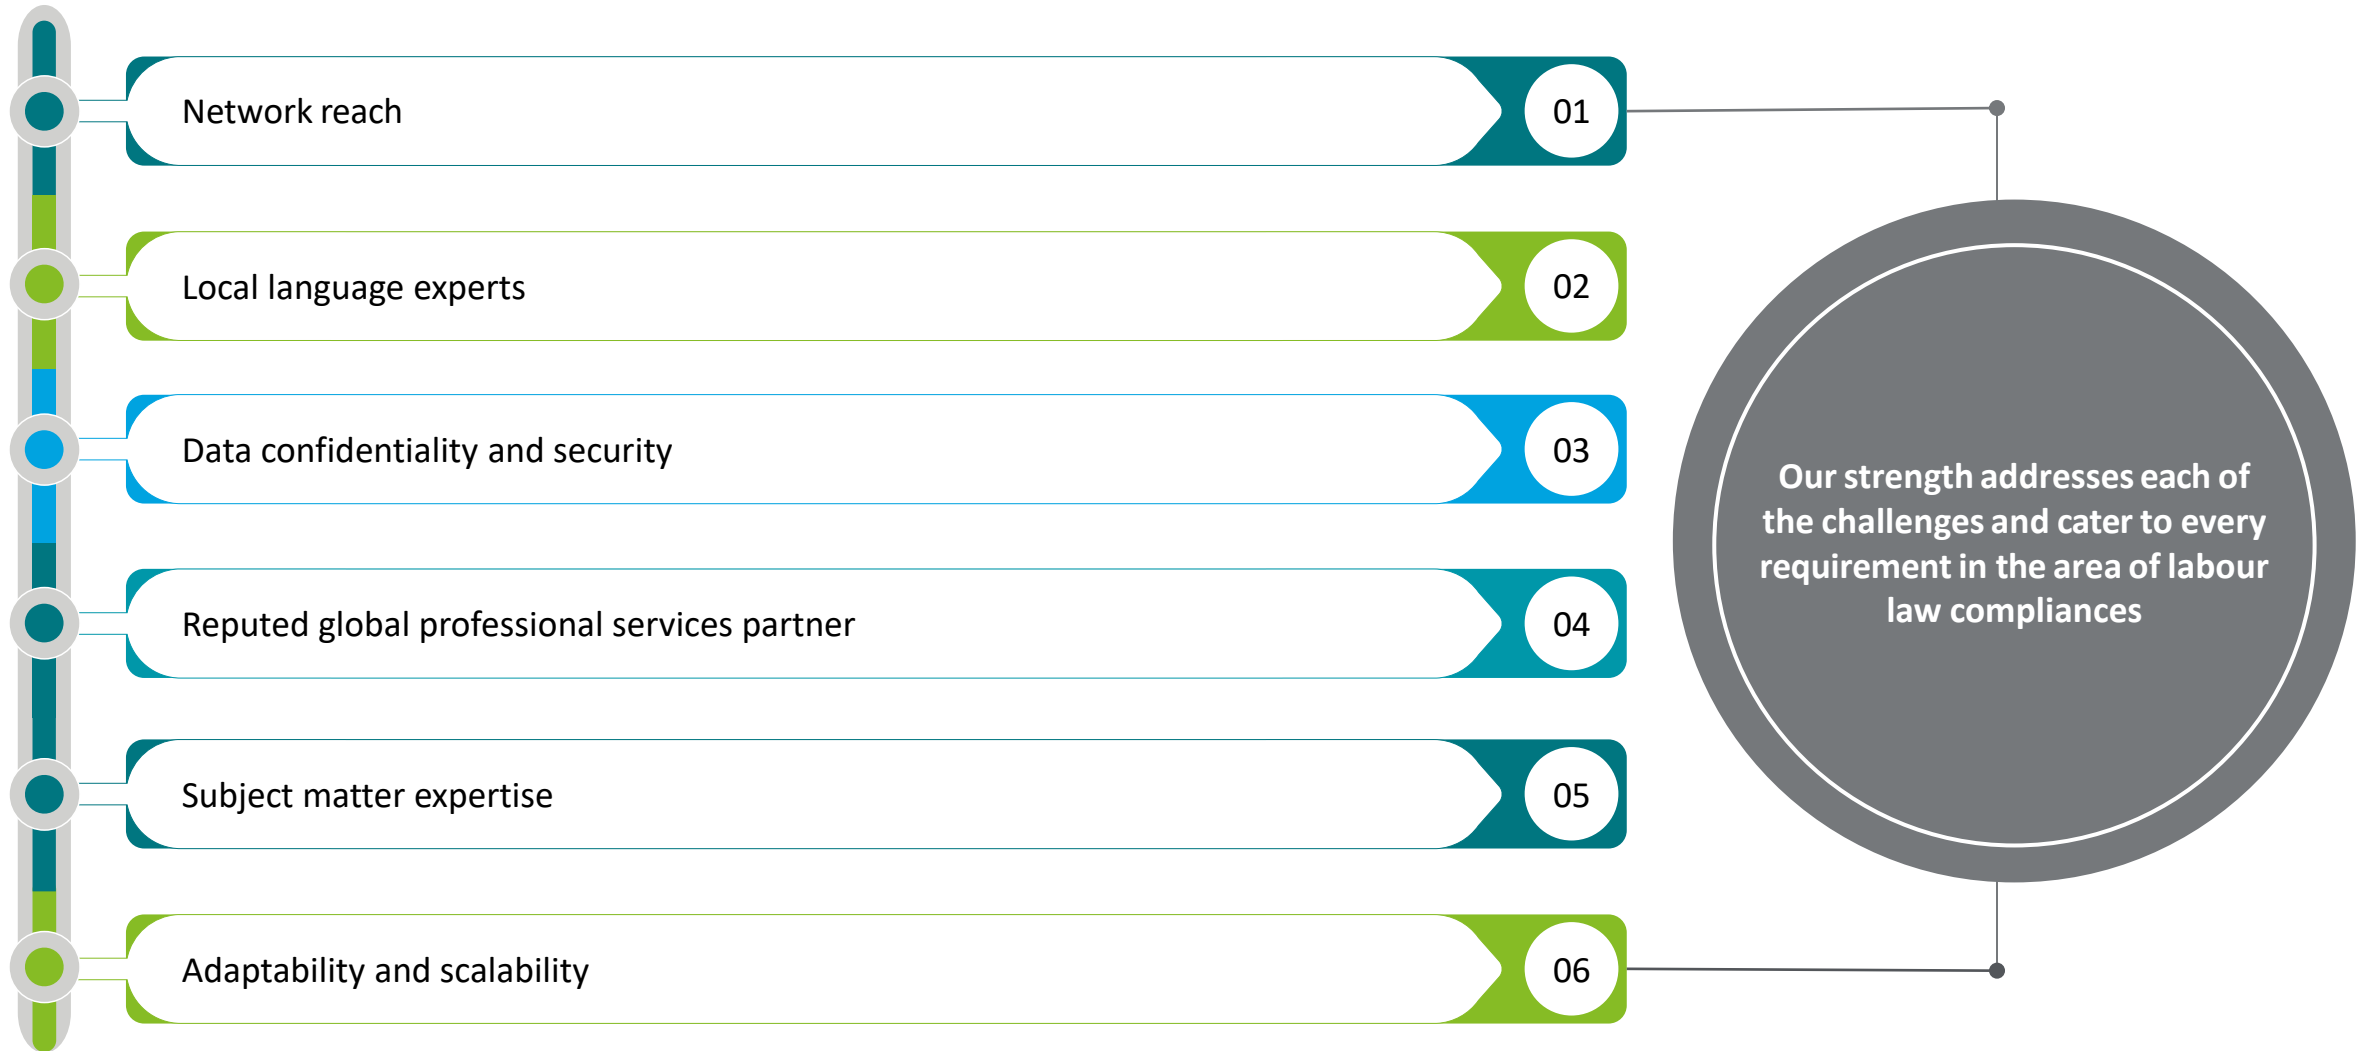 Network reach
01
Local language experts
02
Data confidentiality and security
03
Reputed global professional services partner
04
Subject matter expertise
05
Adaptability and scalability
06
Our strength addresses each of
the challenges and cater to every
requirement in the area of labour
law compliances